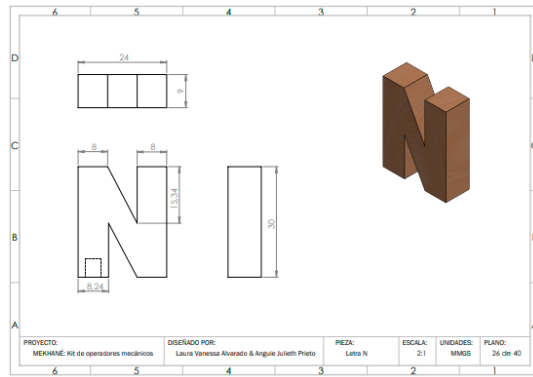 6 5 4 3 2 1
D
24
9
C
8 8
15,34
B
30
8,24
A
PROYECTO: DISEÑADO POR: PIEZA: ESCALA: UNIDADES: PLANO:
MEKHANÉ: Kit de operadores mecánicos Laura Vanessa Alvarado & Anguie Julieth Prieto Letra N 2:1 MMGS 26 de 40
6 5 4 3 2 1